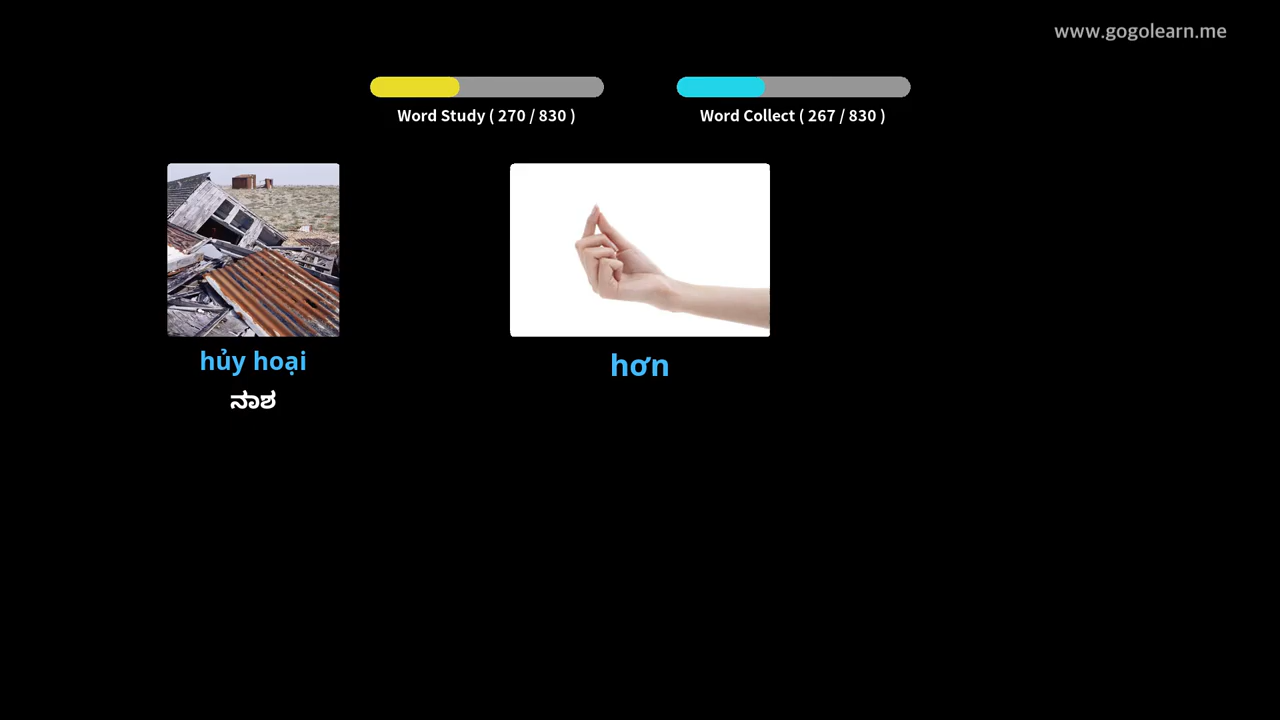 www.gogolearn.me
Word Study ( 270 / 830 )
Word Collect ( 267 / 830 )
hủy hoại
ನಾಶ
hơn